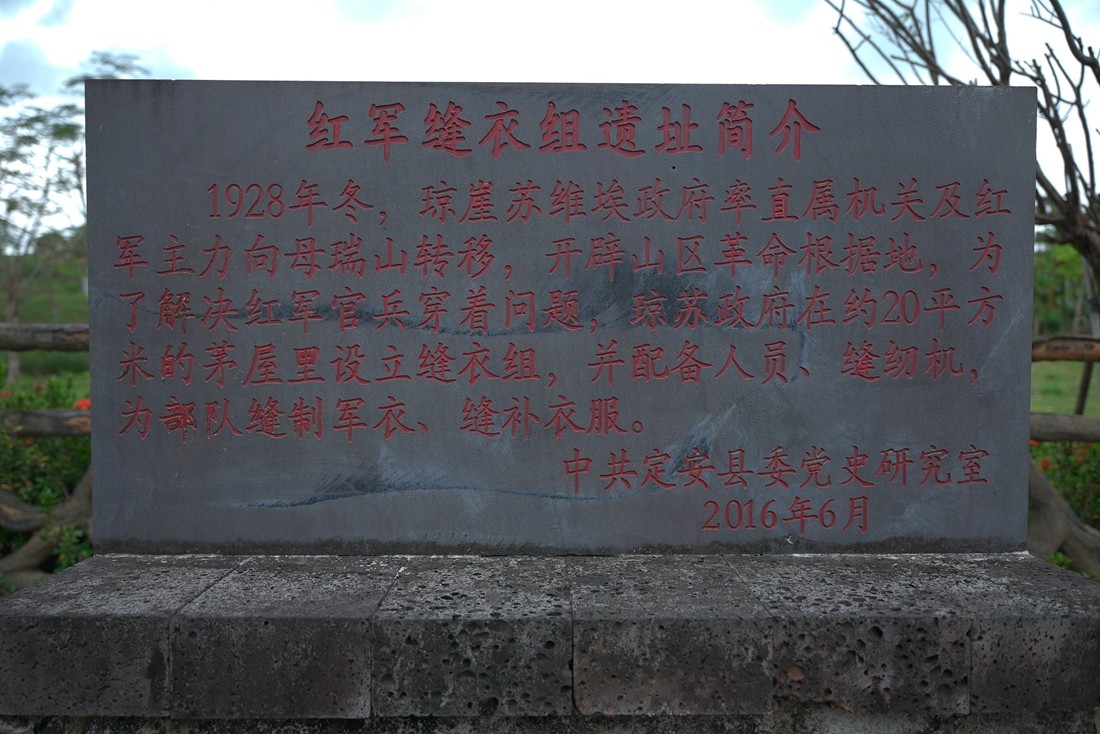 红军缝衣组遗址简介
1928年冬，琼崖苏维埃政府率直属机关及红
军主力向母瑞山转移，开辟山区革命根据地，为
了解决红军官兵穿着问题，琼苏政府在约20平方
米的茅屋里设立缝衣组，并配备人员、缝纫机，
为部队缝制军衣、缝补衣服。
中共定安县委党史研究室
2016年6月